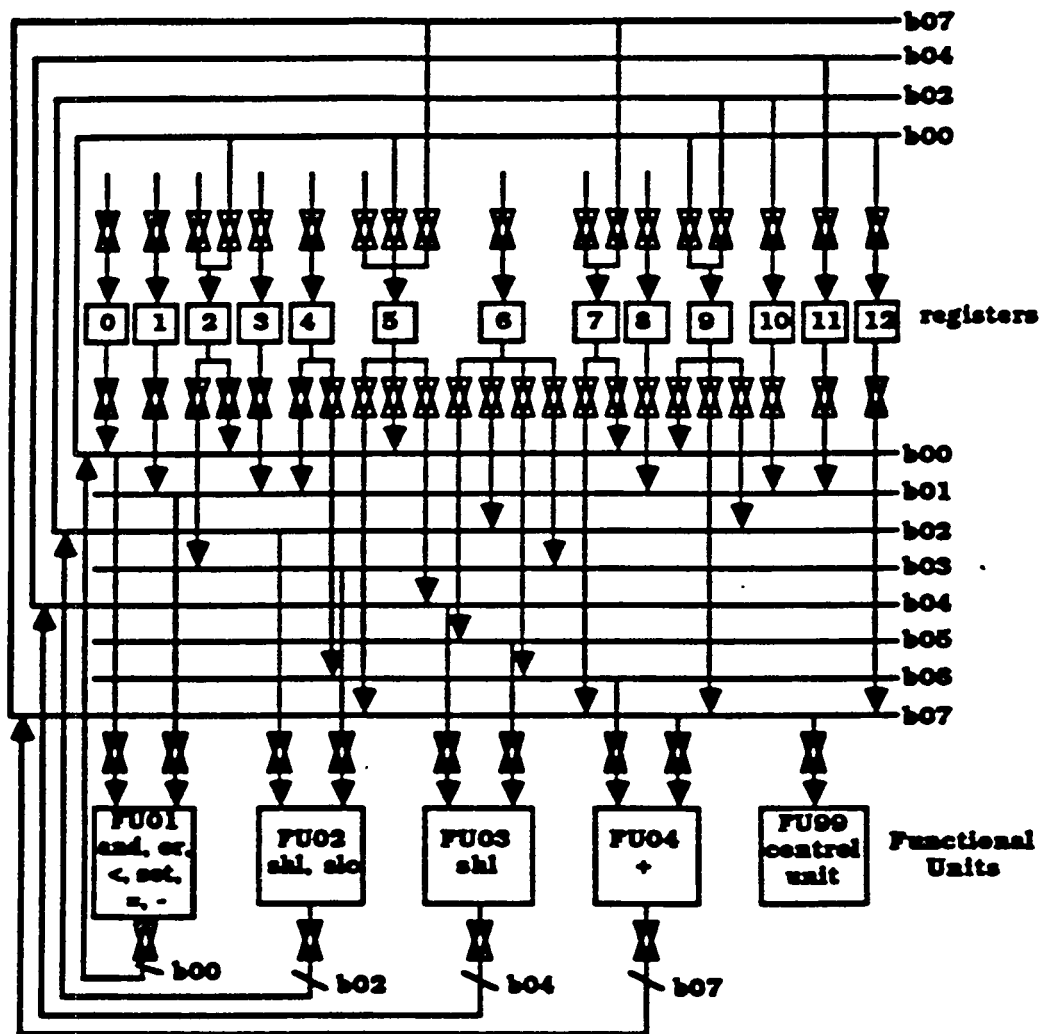 b07
b04
b02
b00
0 1 2 3 4 5 6 7 8 9 10 11 12 registers
b00
b01
b02
b03
b04
b05
b06
b07
FU01
and, or,
<, set,
=, -
FU02
shl, slo
FU03
shl
FU04
+
FU99
control
unit
Functional
Units
b00
b02
b04
b07